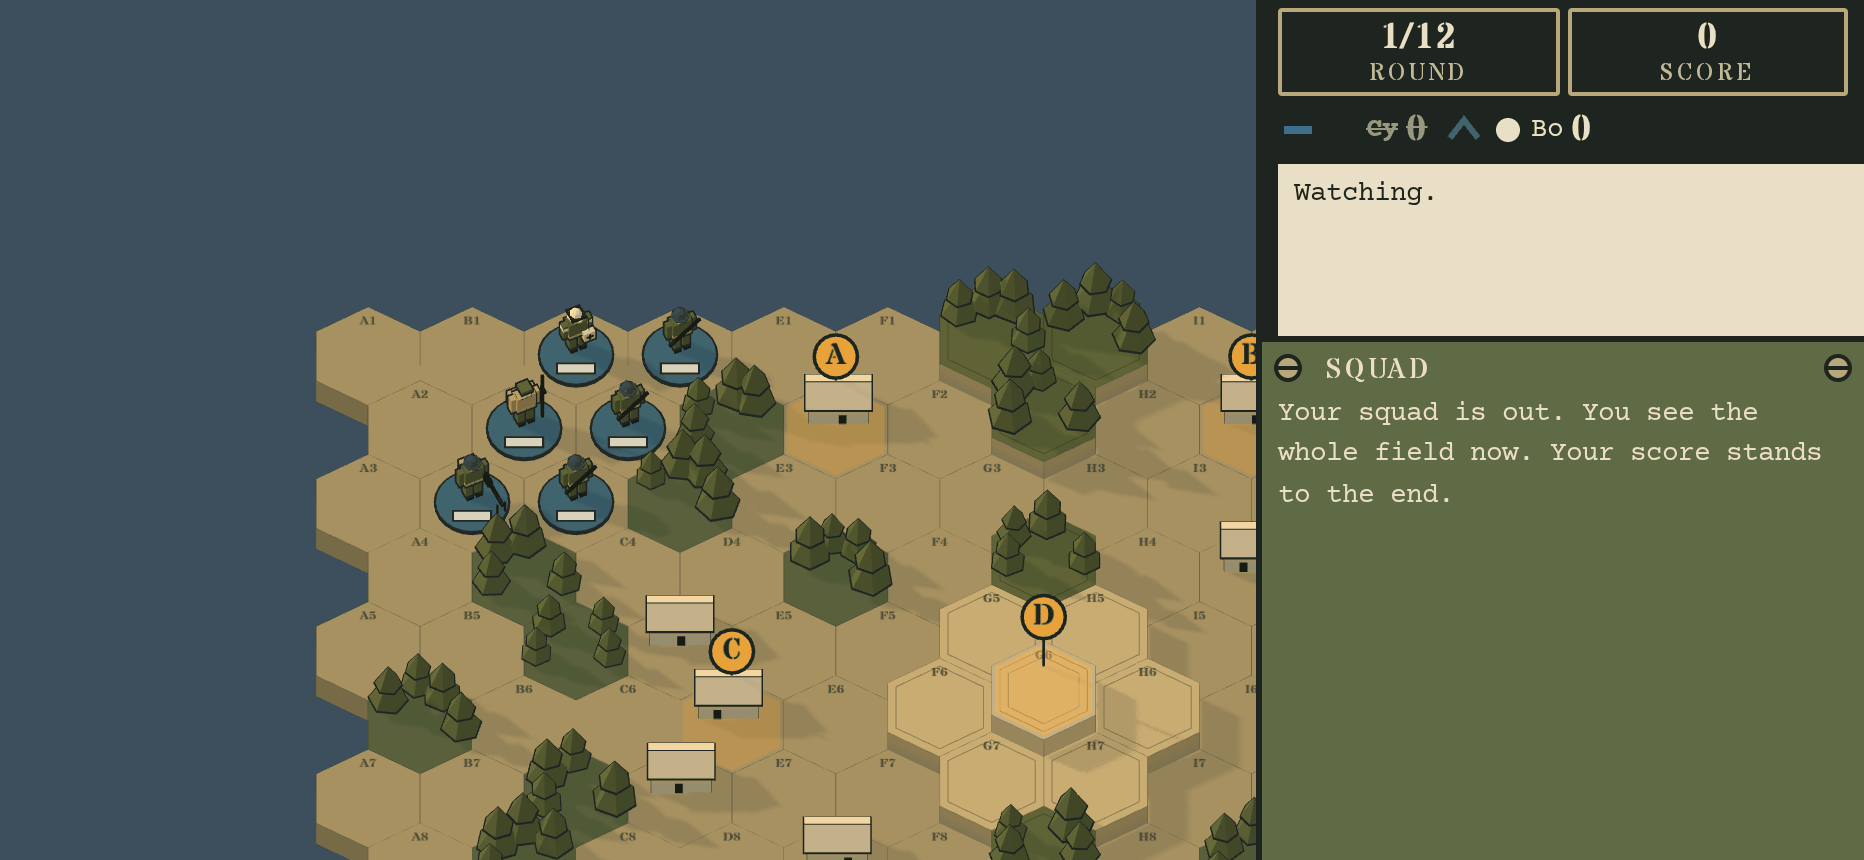 1/12
ROUND
0
SCORE
Cy 0
Bo 0
Watching.
SQUAD
Your squad is out. You see the
whole field now. Your score stands
to the end.
A1
B1
E1
F1
I1
A
B
A2
F2
H2
A3
E3
F3
G3
H3
I3
A4
C4
D4
F4
H4
A5
B5
E5
F5
G5
H5
I5
D
C
G6
B6
C6
E6
F6
H6
I6
A7
B7
E7
F7
G7
H7
I7
A8
C8
D8
F8
H8